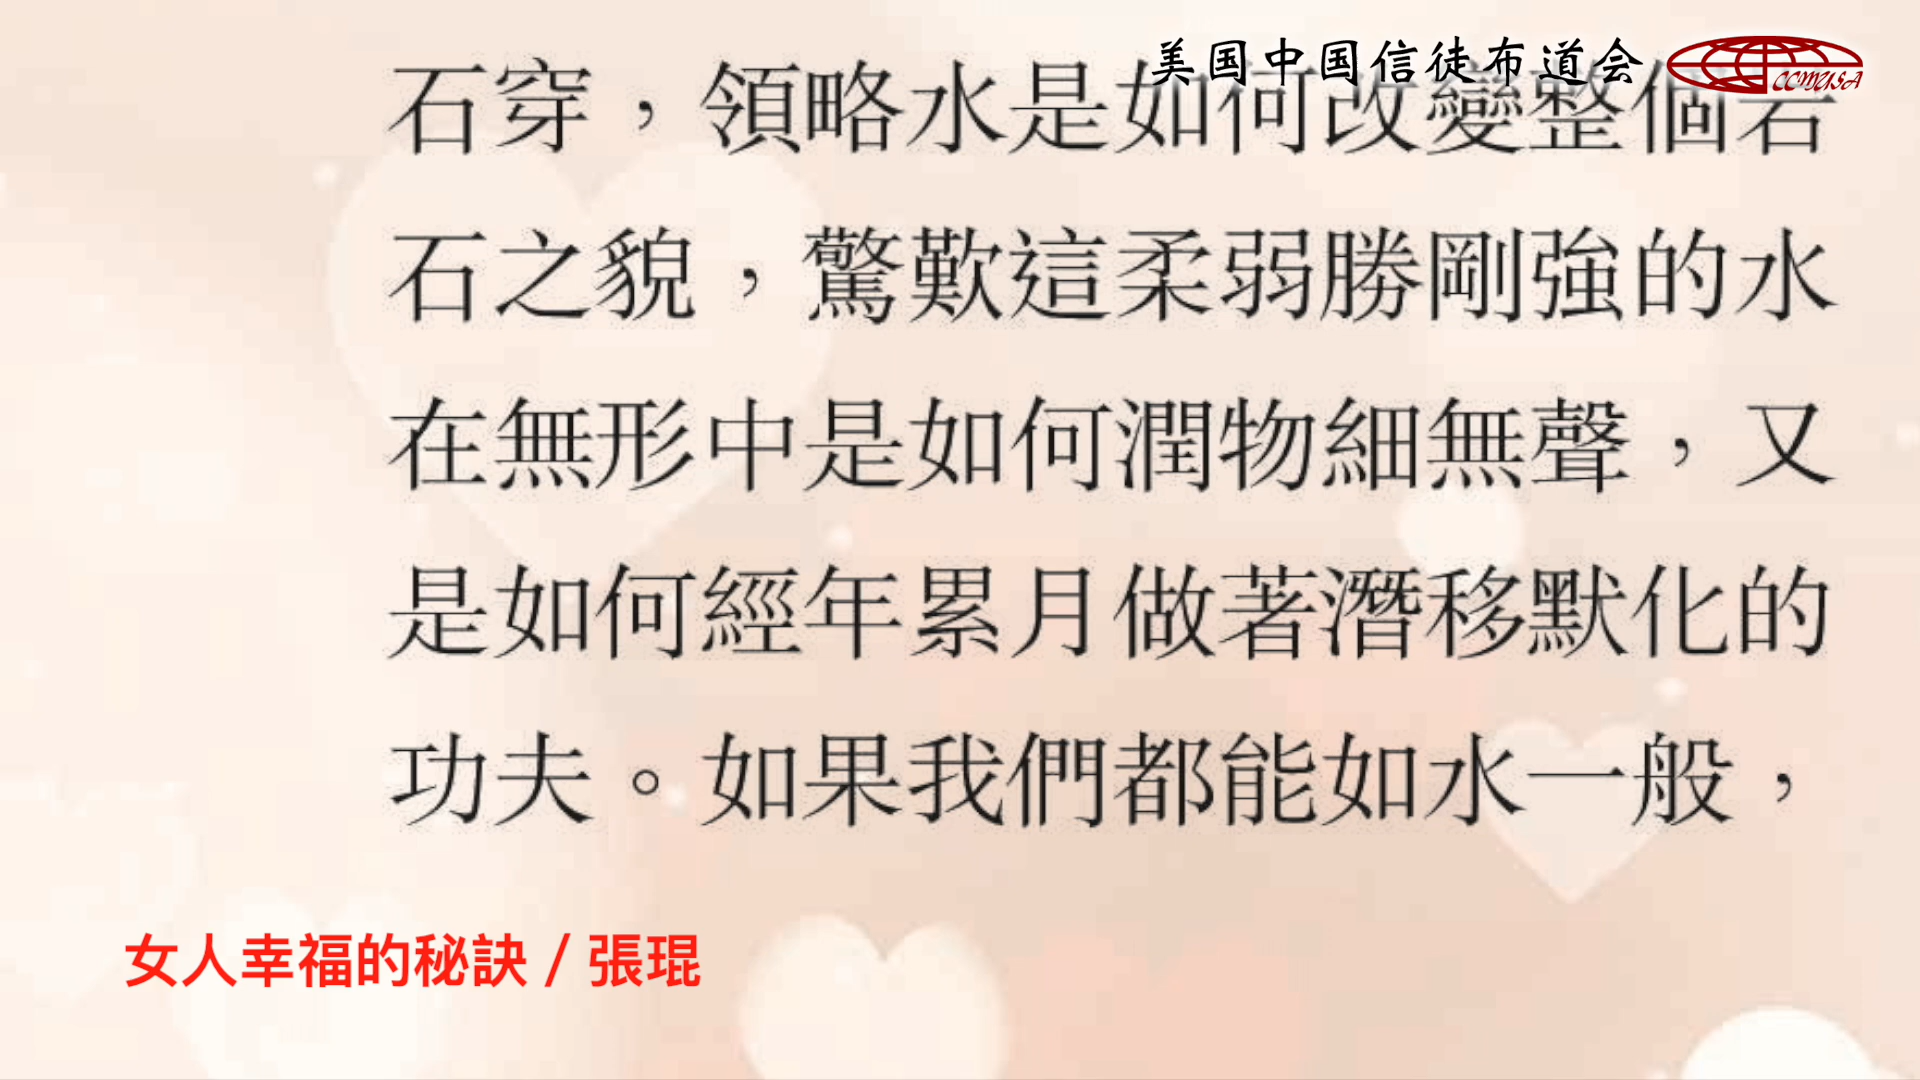 美国中国信徒布道会
CCMUSA
石穿，領略水是如何改變整個岩
石之貌，驚歎這柔弱勝剛強的水
在無形中是如何潤物細無聲，又
是如何經年累月做著潛移默化的
功夫。如果我們都能如水一般，
女人幸福的秘訣 / 張琨